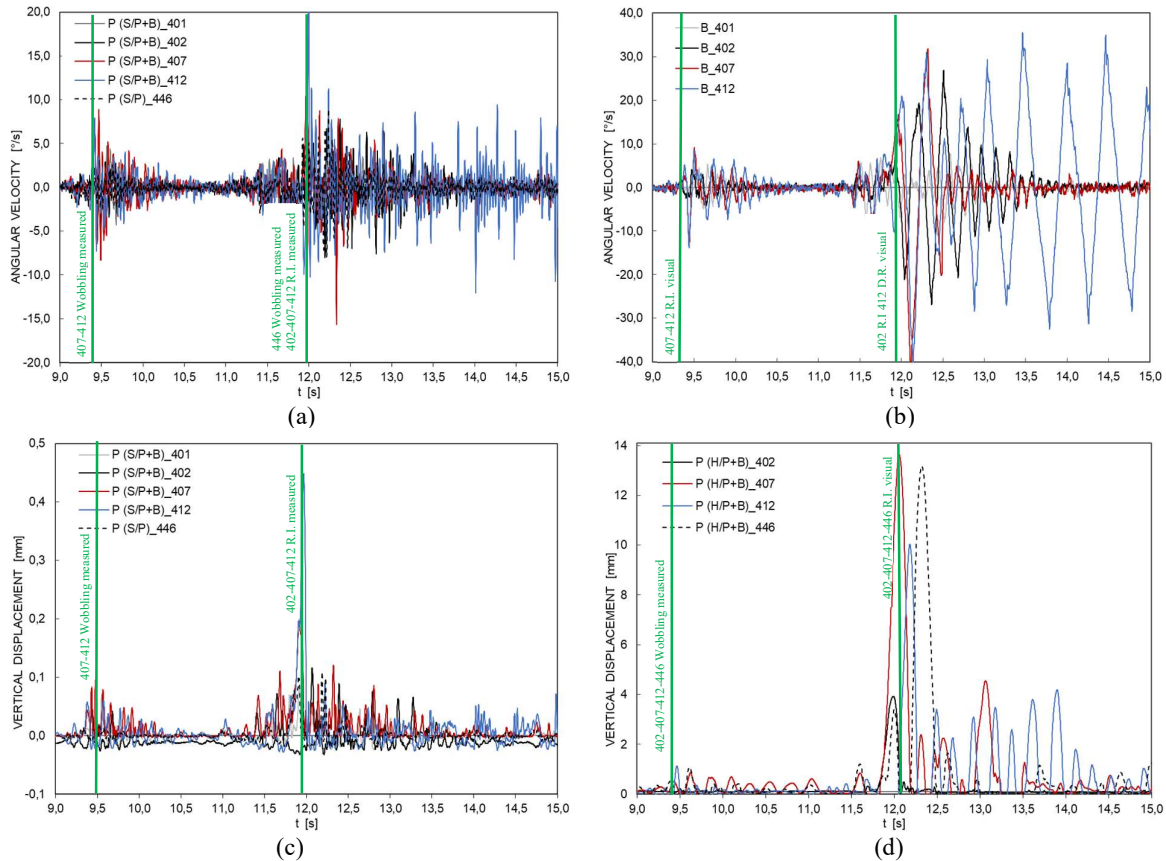 20,0
15,0
10,0
5,0
0,0
-5,0
-10,0
-15,0
-20,0
ANGULAR VELOCITY [°/s]
P (S/P+B)_401
P (S/P+B)_402
P (S/P+B)_407
P (S/P+B)_412
P (S/P)_446
407-412 Wobbling measured
446 Wobbling measured
402-407-412 R.I. measured
9,0 9,5 10,0 10,5 11,0 11,5 12,0 12,5 13,0 13,5 14,0 14,5 15,0
t [s]
(a)
40,0
30,0
20,0
10,0
0,0
-10,0
-20,0
-30,0
-40,0
ANGULAR VELOCITY [°/s]
B_401
B_402
B_407
B_412
407-412 R.I. visual
402 R.I 412 D.R. visual
9,0 9,5 10,0 10,5 11,0 11,5 12,0 12,5 13,0 13,5 14,0 14,5 15,0
t [s]
(b)
0,5
0,4
0,3
0,2
0,1
0,0
-0,1
VERTICAL DISPLACEMENT [mm]
P (S/P+B)_401
P (S/P+B)_402
P (S/P+B)_407
P (S/P+B)_412
P (S/P)_446
407-412 Wobbling measured
402-407-412 R.I. measured
9,0 9,5 10,0 10,5 11,0 11,5 12,0 12,5 13,0 13,5 14,0 14,5 15,0
t [s]
(c)
14
12
10
8
6
4
2
0
VERTICAL DISPLACEMENT [mm]
P (H/P+B)_402
P (H/P+B)_407
P (H/P+B)_412
P (H/P+B)_446
402-407-412-446 Wobbling measured
402-407-412-446 R.I. visual
9,0 9,5 10,0 10,5 11,0 11,5 12,0 12,5 13,0 13,5 14,0 14,5 15,0
t [s]
(d)